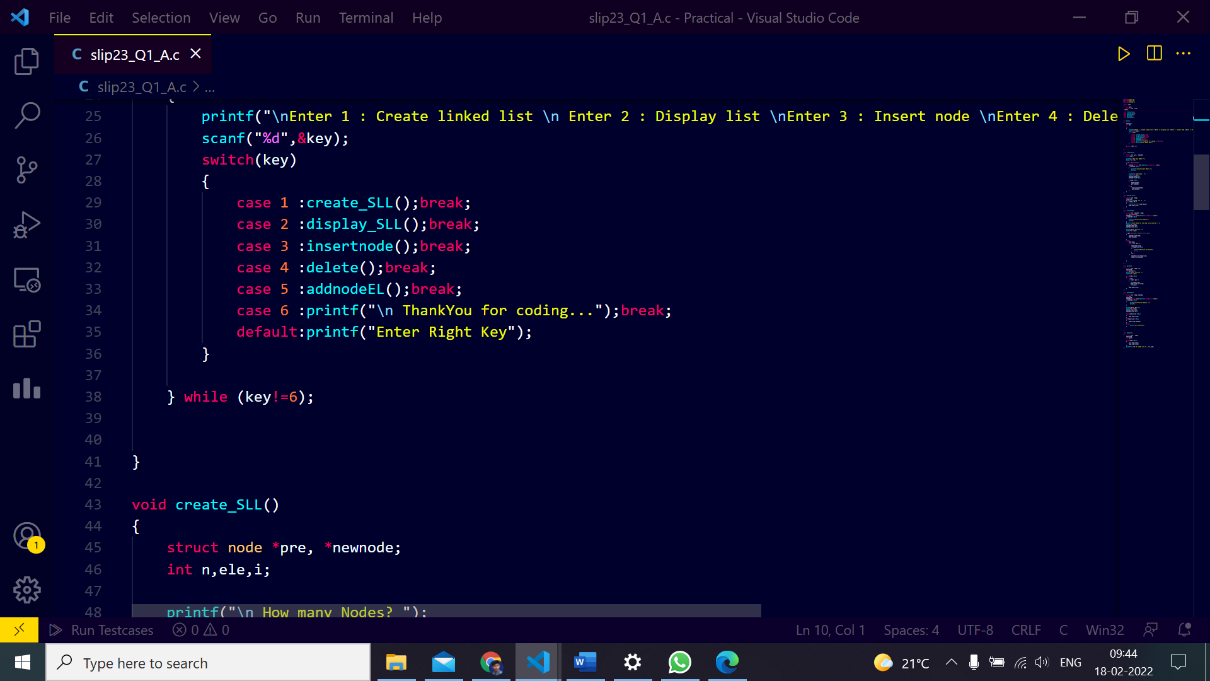 File Edit Selection View Go Run Terminal Help slip23_Q1_A.c - Practical - Visual Studio Code
C slip23_Q1_A.c ×
C slip23_Q1_A.c > ...
25 printf("\nEnter 1 : Create linked list \n Enter 2 : Display list \nEnter 3 : Insert node \nEnter 4 : Dele
26 scanf("%d",&key);
27 switch(key)
28 {
29 case 1 :create_SLL();break;
30 case 2 :display_SLL();break;
31 case 3 :insertnode();break;
32 case 4 :delete();break;
33 case 5 :addnodeEL();break;
34 case 6 :printf("\n ThankYou for coding...");break;
35 default:printf("Enter Right Key");
36 }
37
38 } while (key!=6);
39
40
41 }
42
43 void create_SLL()
44 {
45 struct node *pre, *newnode;
46 int n,ele,i;
47
48 printf("\n How many Nodes? ");
1
Run Testcases 0 0 Ln 10, Col 1 Spaces: 4 UTF-8 CRLF C Win32
Type here to search 21°C ENG 09:44
18-02-2022